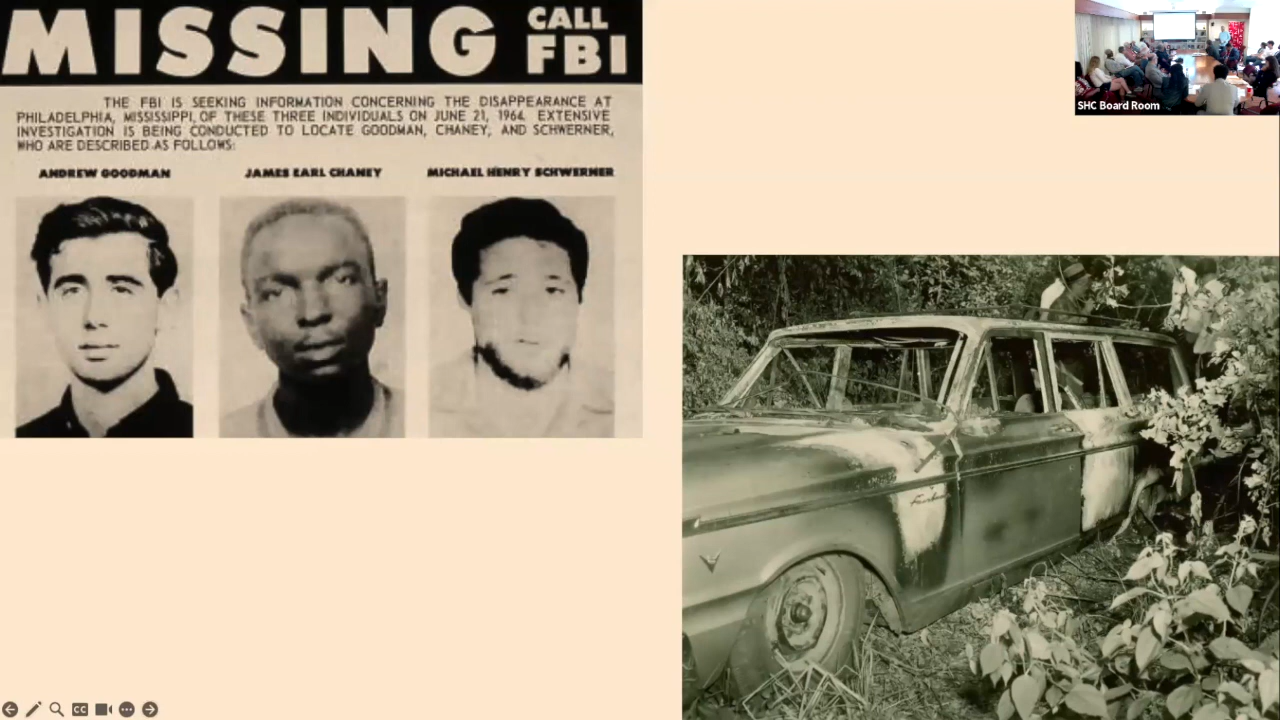 MISSING CALL FBI
THE FBI IS SEEKING INFORMATION CONCERNING THE DISAPPEARANCE AT
PHILADELPHIA, MISSISSIPPI, OF THESE THREE INDIVIDUALS ON JUNE 21, 1964. EXTENSIVE
INVESTIGATION IS BEING CONDUCTED TO LOCATE GOODMAN, CHANEY, AND SCHWERNER,
WHO ARE DESCRIBED AS FOLLOWS:
ANDREW GOODMAN
JAMES EARL CHANEY
MICHAEL HENRY SCHWERNER
SHC Board Room
Fairlane
CC